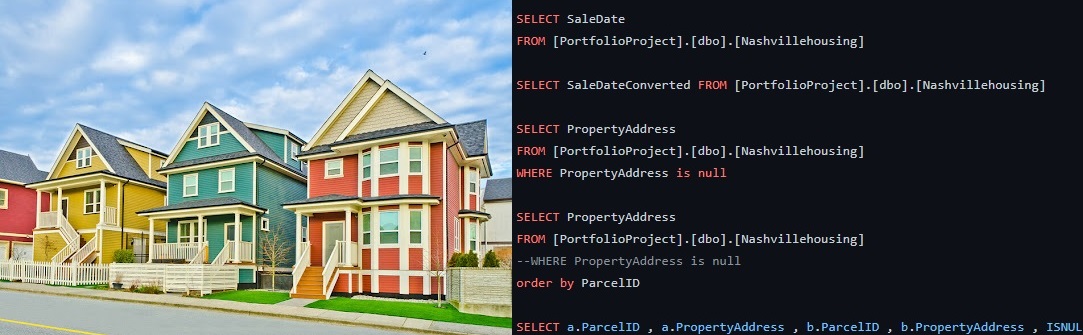 SELECT SaleDate
FROM [PortfolioProject].[dbo].[Nashvillehousing]
SELECT SaleDateConverted FROM [PortfolioProject].[dbo].[Nashvillehousing]
SELECT PropertyAddress
FROM [PortfolioProject].[dbo].[Nashvillehousing]
WHERE PropertyAddress is null
SELECT PropertyAddress
FROM [PortfolioProject].[dbo].[Nashvillehousing]
--WHERE PropertyAddress is null
order by ParcelID
SELECT a.ParcelID , a.PropertyAddress , b.ParcelID , b.PropertyAddress , ISNUL